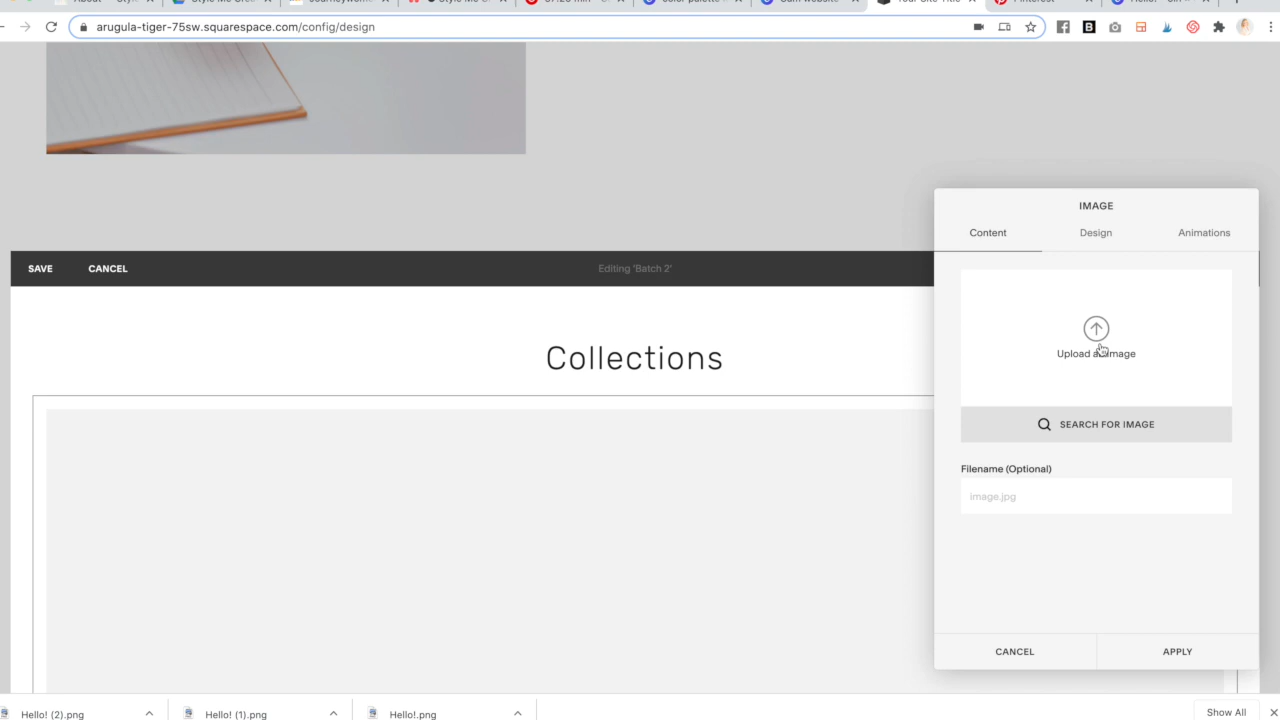 arugula-tiger-75sw.squarespace.com/config/design
IMAGE
Content Design Animations
SAVE CANCEL Editing 'Batch 2'
Upload an image
Collections
SEARCH FOR IMAGE
Filename (Optional)
image.jpg
CANCEL APPLY
Hello! (2).png Hello! (1).png Hello!.png Show All